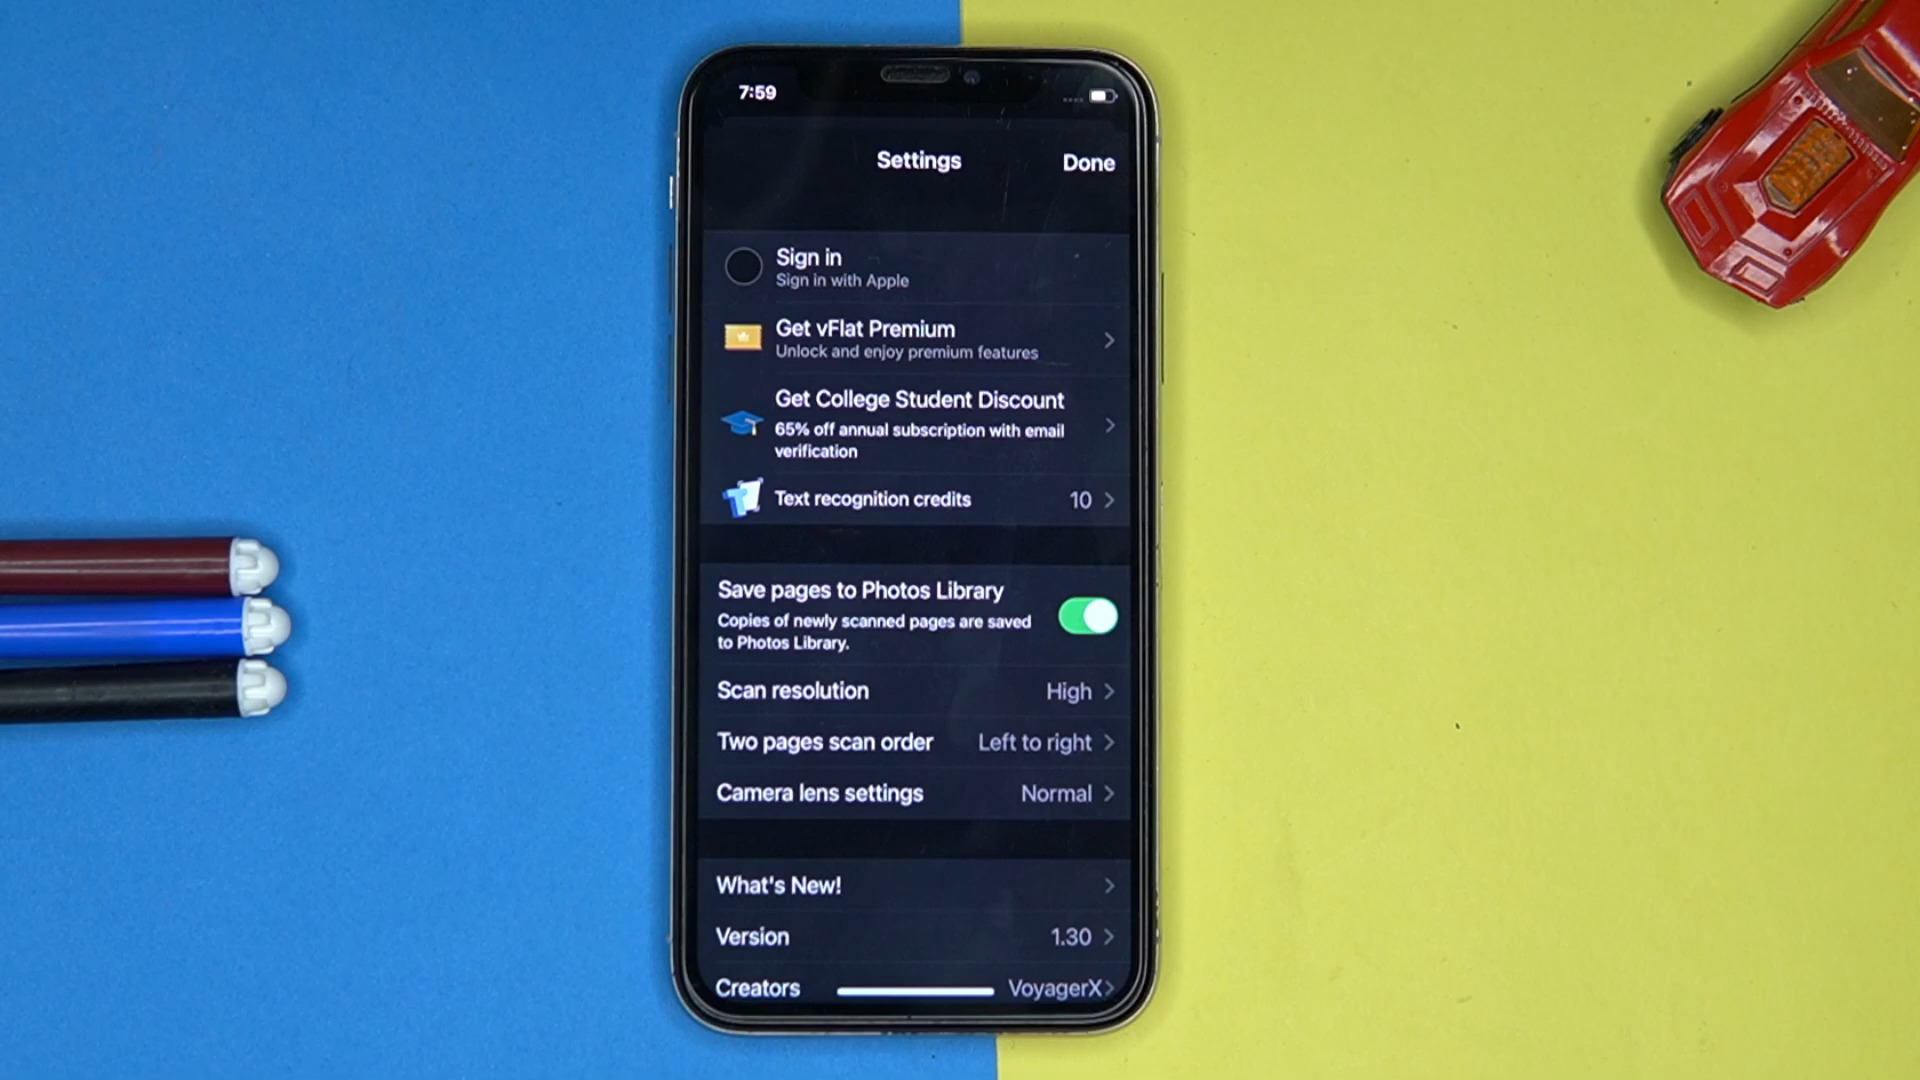 7:59
Settings
Done
Sign in
Sign in with Apple
Get vFlat Premium
Unlock and enjoy premium features
Get College Student Discount
65% off annual subscription with email
verification
Text recognition credits 10
Save pages to Photos Library
Copies of newly scanned pages are saved
to Photos Library.
Scan resolution High
Two pages scan order Left to right
Camera lens settings Normal
What's New!
Version 1.30
Creators VoyagerX